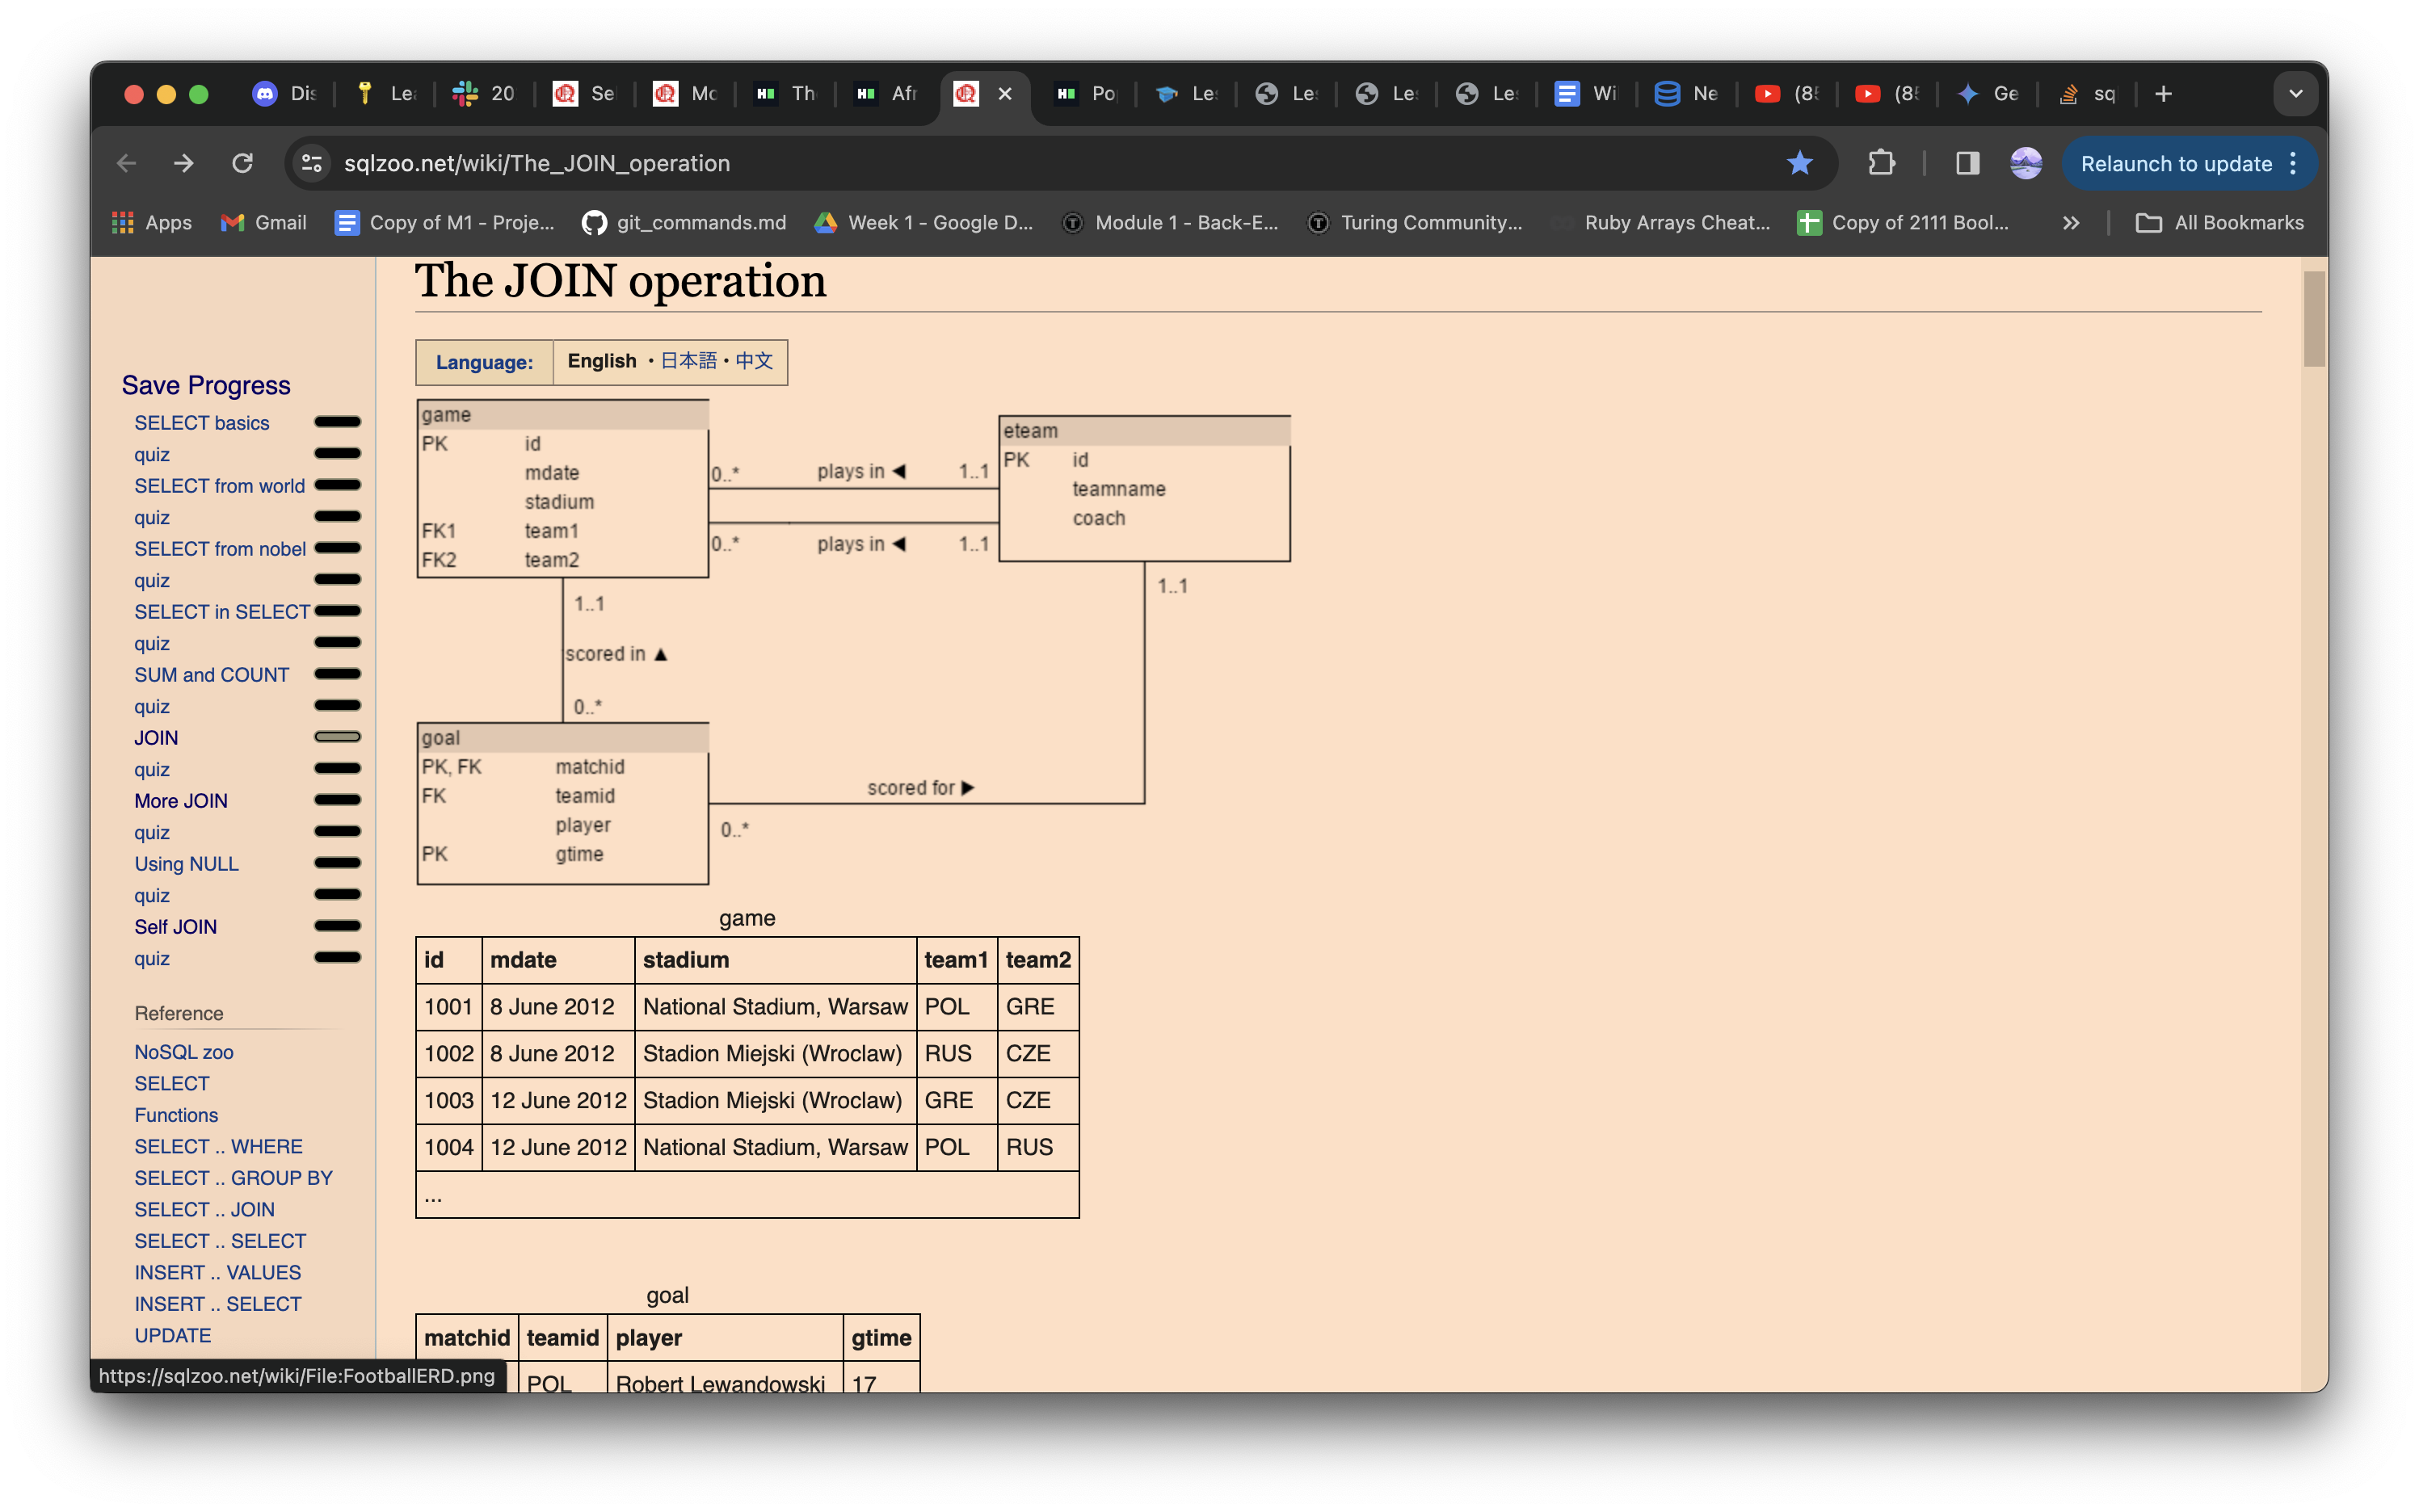 Dis
Le
20
Se
Mc
Th
Afr
Po
Le
Le
Le
Le
Wi
Ne
(8
(8
Ge
sq
sqlzoo.net/wiki/The_JOIN_operation
Relaunch to update
Apps
Gmail
Copy of M1 - Proje...
git_commands.md
Week 1 - Google D...
Module 1 - Back-E...
Turing Community...
Ruby Arrays Cheat...
Copy of 2111 Bool...
All Bookmarks
The JOIN operation
Language: English • 日本語 • 中文
Save Progress
SELECT basics
quiz
SELECT from world
quiz
SELECT from nobel
quiz
SELECT in SELECT
quiz
SUM and COUNT
quiz
JOIN
quiz
More JOIN
quiz
Using NULL
quiz
Self JOIN
quiz
Reference
NoSQL zoo
SELECT
Functions
SELECT .. WHERE
SELECT .. GROUP BY
SELECT .. JOIN
SELECT .. SELECT
INSERT .. VALUES
INSERT .. SELECT
UPDATE
https://sqlzoo.net/wiki/File:FootballERD.png
game
PK id
mdate
stadium
FK1 team1
FK2 team2
0..* plays in ◀ 1..1
0..* plays in ◀ 1..1
eteam
PK id
teamname
coach
1..1
1..1
scored in ▲
0..*
goal
PK, FK matchid
FK teamid
player
PK gtime
scored for ▶
0..*
game
id mdate stadium team1 team2
1001 8 June 2012 National Stadium, Warsaw POL GRE
1002 8 June 2012 Stadion Miejski (Wroclaw) RUS CZE
1003 12 June 2012 Stadion Miejski (Wroclaw) GRE CZE
1004 12 June 2012 National Stadium, Warsaw POL RUS
...
goal
matchid teamid player gtime
POL Robert Lewandowski 17